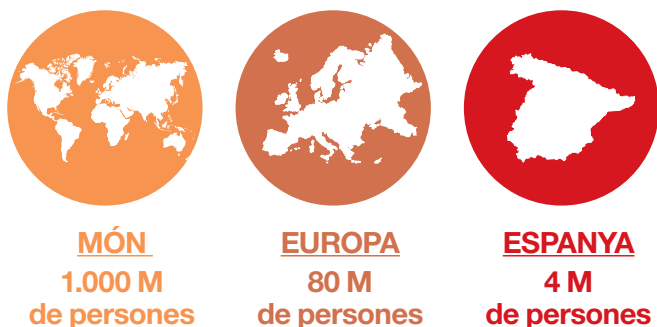 MÓN
1.000 M
de persones
EUROPA
80 M
de persones
ESPANYA
4 M
de persones